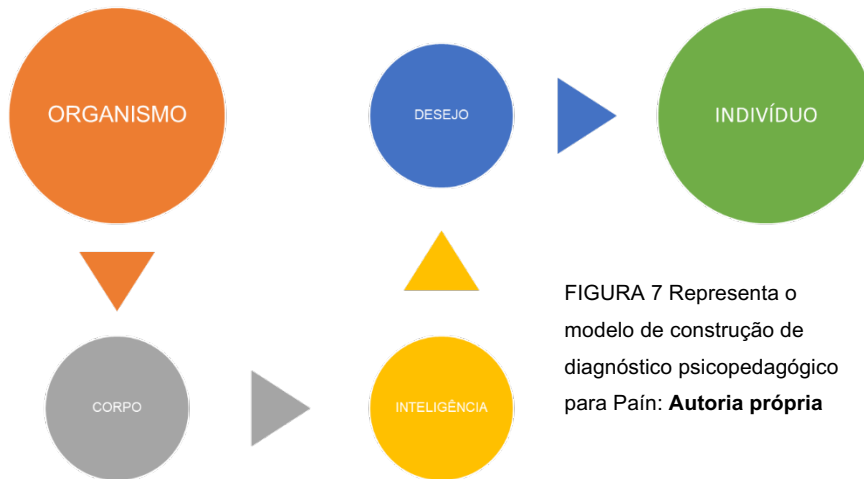 ORGANISMO
DESEJO
INDIVÍDUO
CORPO
INTELIGÊNCIA
FIGURA 7 Representa o
modelo de construção de
diagnóstico psicopedagógico
para Paín: Autoria própria